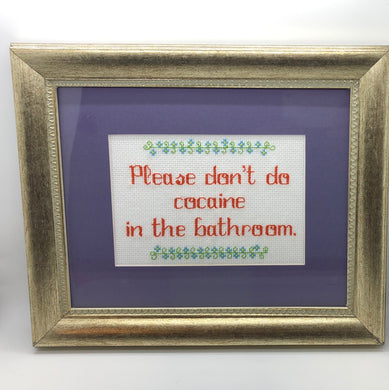 Please don't do
cocaine
in the bathroom.